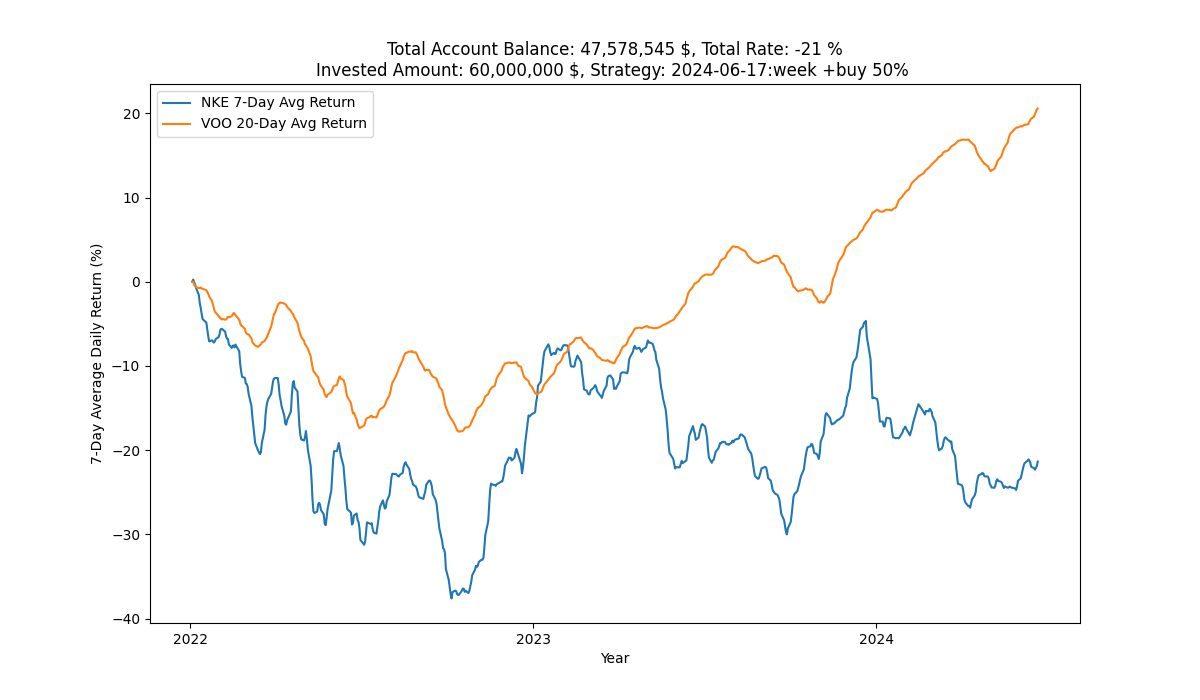 Total Account Balance: 47,578,545 $, Total Rate: -21 %
Invested Amount: 60,000,000 $, Strategy: 2024-06-17:week +buy 50%
NKE 7-Day Avg Return
VOO 20-Day Avg Return
7-Day Average Daily Return (%)
20
10
0
−10
−20
−30
−40
2022
2023
2024
Year